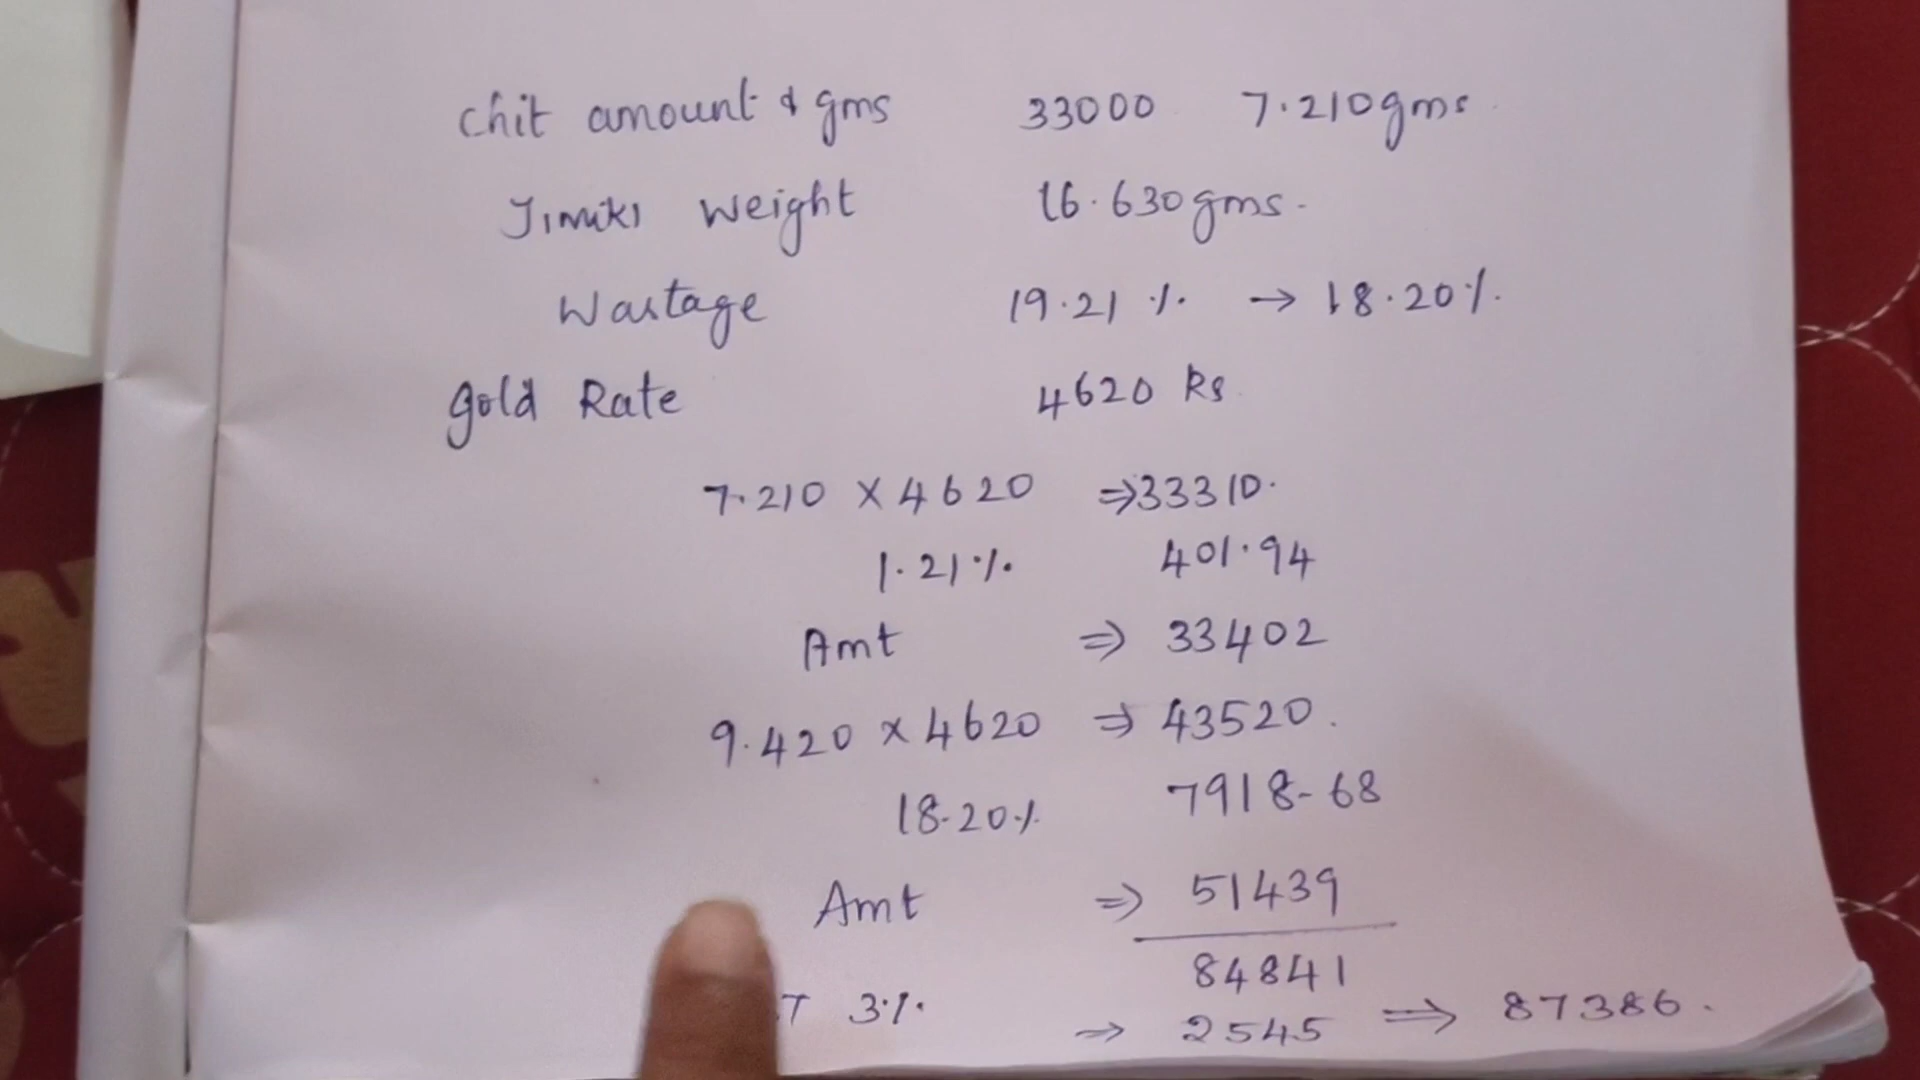 Chit amount & gms 33000 7.210gms.
Jimiki weight 16.630gms.
Wastage 19.21 % → 18.20%.
gold Rate 4620 Rs
7.210 x 4620 ⇒ 33310.
1.21%. 401.94
Amt ⇒ 33402
9.420 x 4620 ⇒ 43520.
18.20%. 7918-68
Amt ⇒ 51439
84841
T 3%. ⇒ 2545 ⇒ 87386.